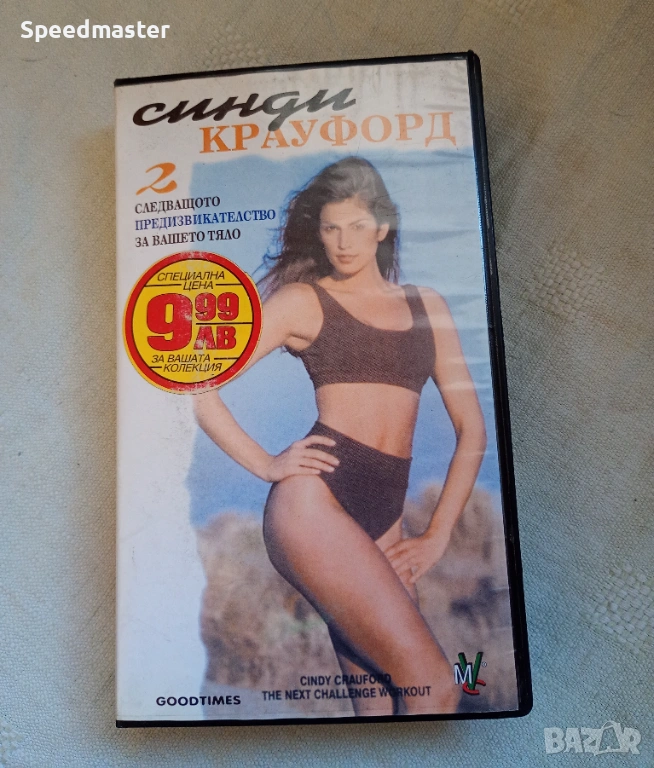 Speedmaster
синди
КРАУФОРД
2
СЛЕДВАЩОТО
ПРЕДИЗВИКАТЕЛСТВО
ЗА ВАШЕТО ТЯЛО
СПЕЦИАЛНА
ЦЕНА
9.99
ЛВ
ЗА ВАШАТА
КОЛЕКЦИЯ
CINDY CRAUFORD
THE NEXT CHALLENGE WORKOUT
GOODTIMES
MVC
BAZAR